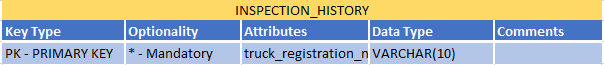 INSPECTION_HISTORY
Key Type Optionality Attributes Data Type Comments
PK - PRIMARY KEY * - Mandatory truck_registration_n VARCHAR(10)